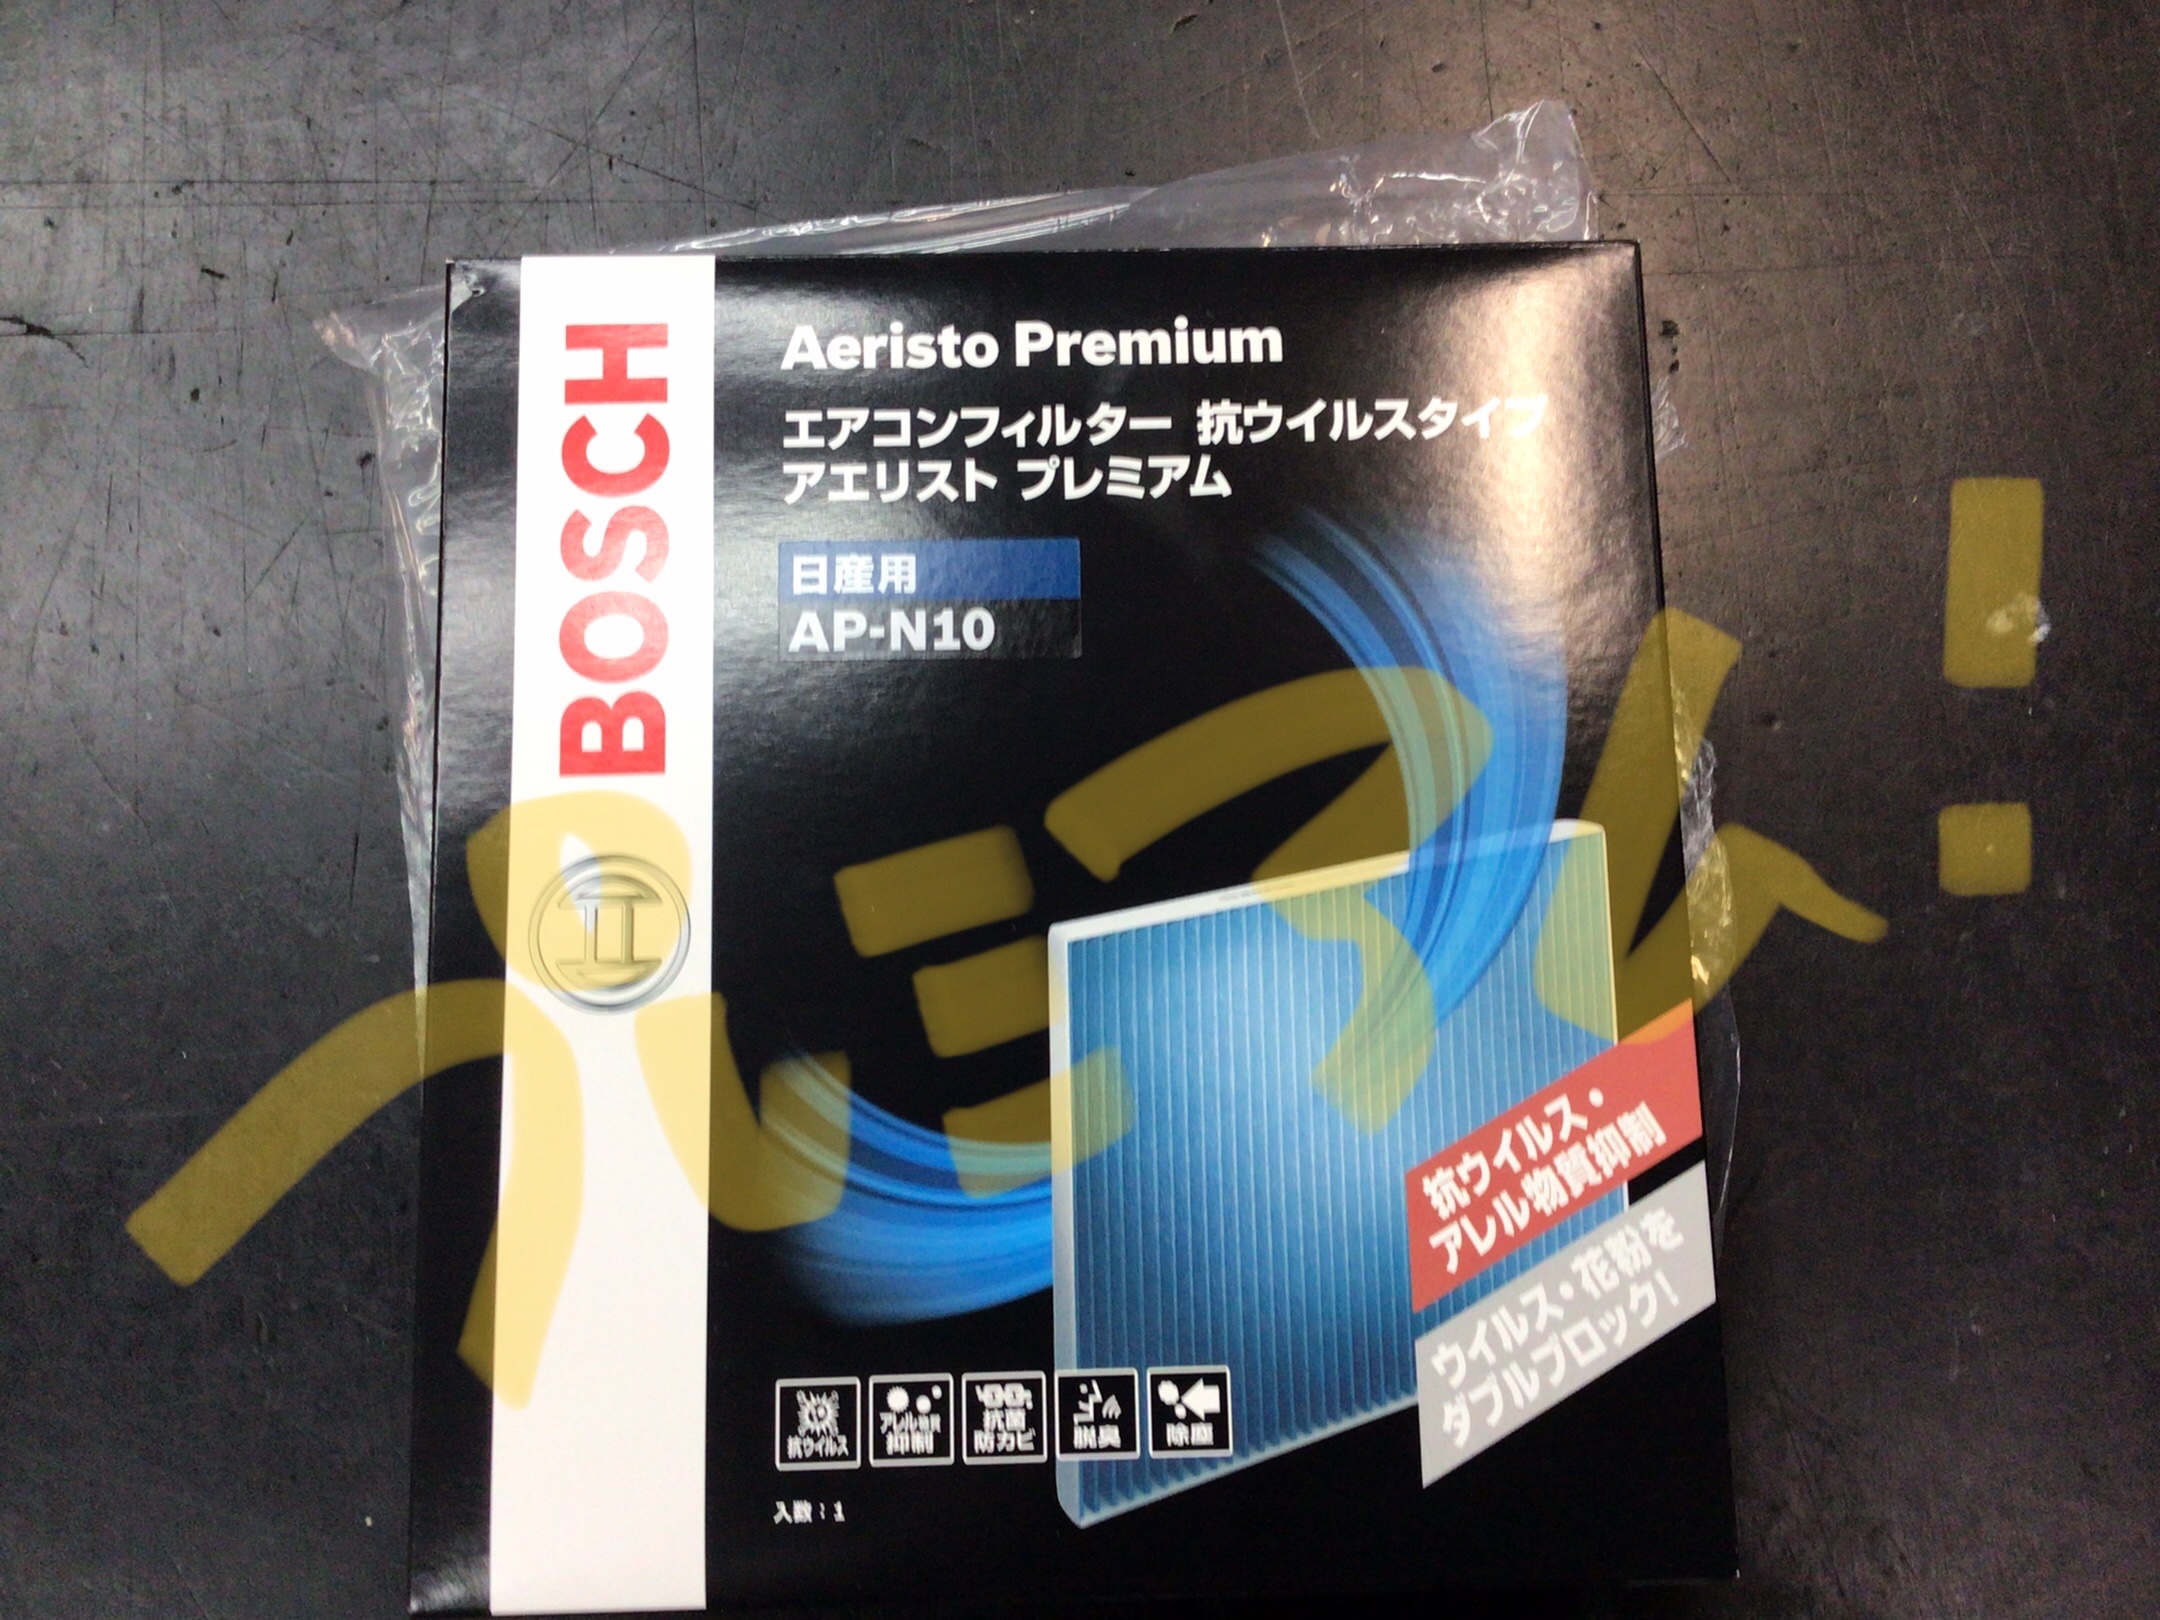 BOSCH
Aeristo Premium
エアコンフィルター 抗ウイルスタイプ
アエリスト プレミアム
日産用
AP-N10
プレミアム!
抗ウイルス・
アレル物質抑制
ウイルス・花粉を
ダブルブロック!
抗ウイルス
アレル物質
抑制
抗菌
防カビ
脱臭
除塵
入数:1